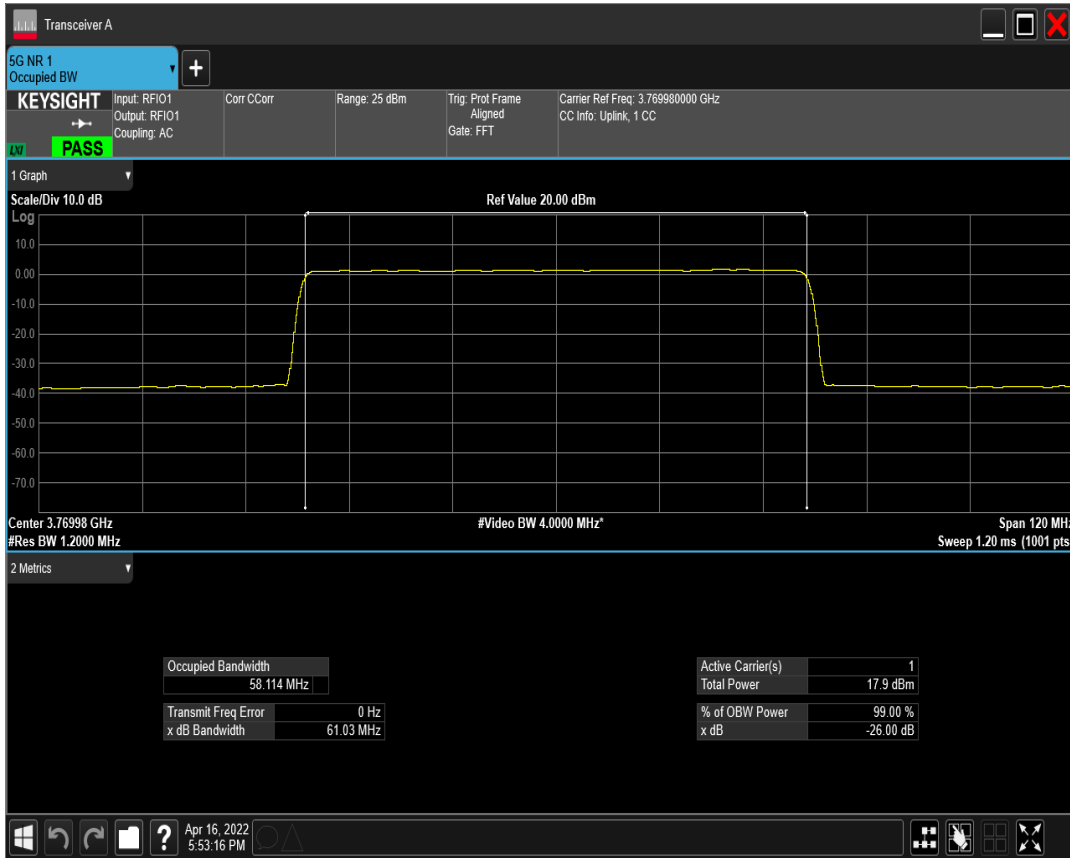 Transceiver A
5G NR 1
Occupied BW
KEYSIGHT
LXI
PASS
Input: RFIO1
Output: RFIO1
Coupling: AC
Corr CCorr
Range: 25 dBm
Trig: Prot Frame
Aligned
Gate: FFT
Carrier Ref Freq: 3.769980000 GHz
CC Info: Uplink, 1 CC
1 Graph
Scale/Div 10.0 dB
Ref Value 20.00 dBm
Log
10.0
0.00
-10.0
-20.0
-30.0
-40.0
-50.0
-60.0
-70.0
Center 3.76998 GHz
#Video BW 4.0000 MHz*
Span 120 MHz
#Res BW 1.2000 MHz
Sweep 1.20 ms (1001 pts
2 Metrics
Occupied Bandwidth
58.114 MHz
Transmit Freq Error 0 Hz
x dB Bandwidth 61.03 MHz
Active Carrier(s) 1
Total Power 17.9 dBm
% of OBW Power 99.00 %
x dB -26.00 dB
?
Apr 16, 2022
5:53:16 PM